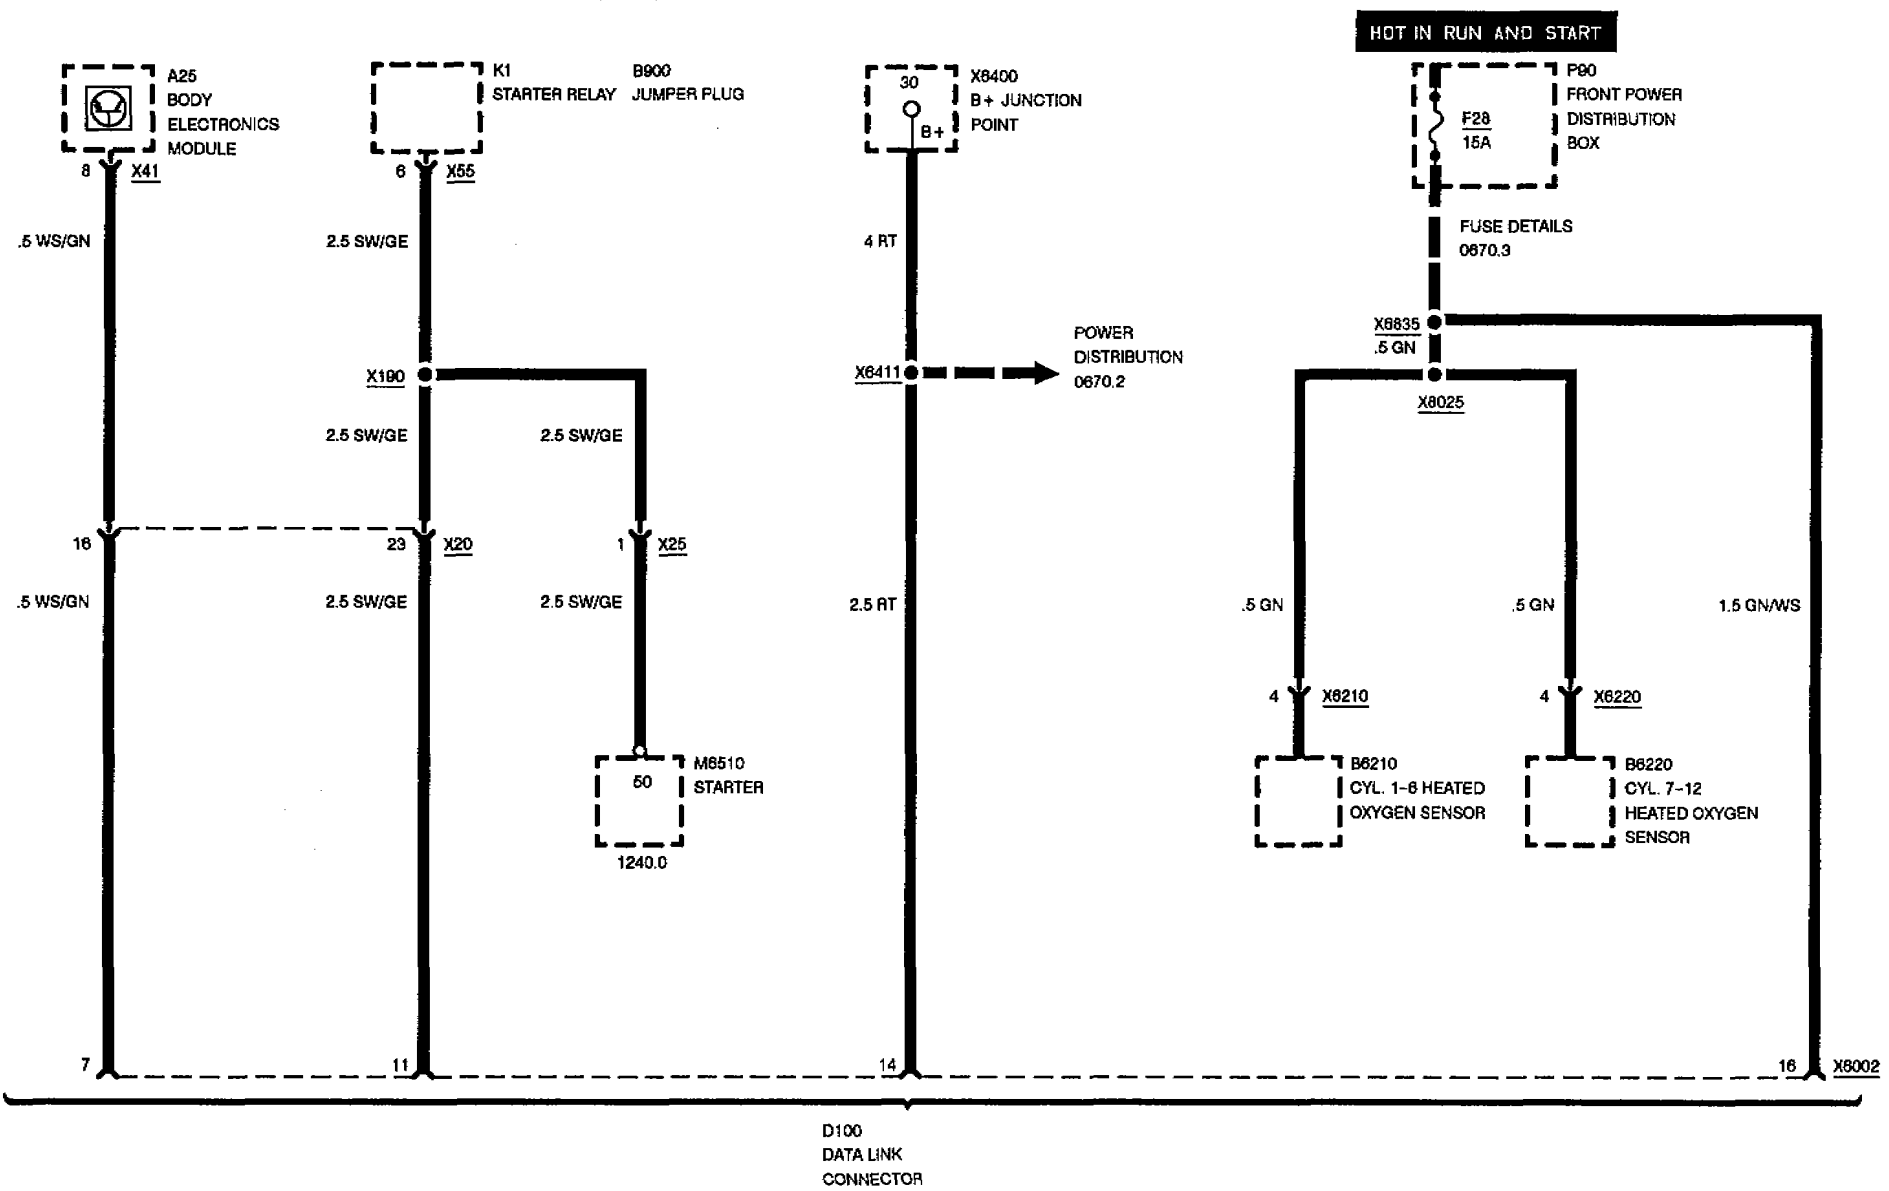 HOT IN RUN AND START
A25
BODY
ELECTRONICS
MODULE
K1
STARTER RELAY
B900
JUMPER PLUG
30
B+
X6400
B+ JUNCTION
POINT
F28
15A
P90
FRONT POWER
DISTRIBUTION
BOX
8 X41
6 X55
.5 WS/GN
2.5 SW/GE
4 RT
FUSE DETAILS
0670.3
X6835
.5 GN
POWER
DISTRIBUTION
0670.2
X190
X6411
X8025
2.5 SW/GE
2.5 SW/GE
16
23 X20
1 X25
.5 WS/GN
2.5 SW/GE
2.5 SW/GE
2.5 RT
.5 GN
.5 GN
1.5 GN/WS
4 X6210
4 X6220
50
M6510
STARTER
1240.0
B6210
CYL. 1-6 HEATED
OXYGEN SENSOR
B6220
CYL. 7-12
HEATED OXYGEN
SENSOR
7
11
14
16 X6002
D100
DATA LINK
CONNECTOR